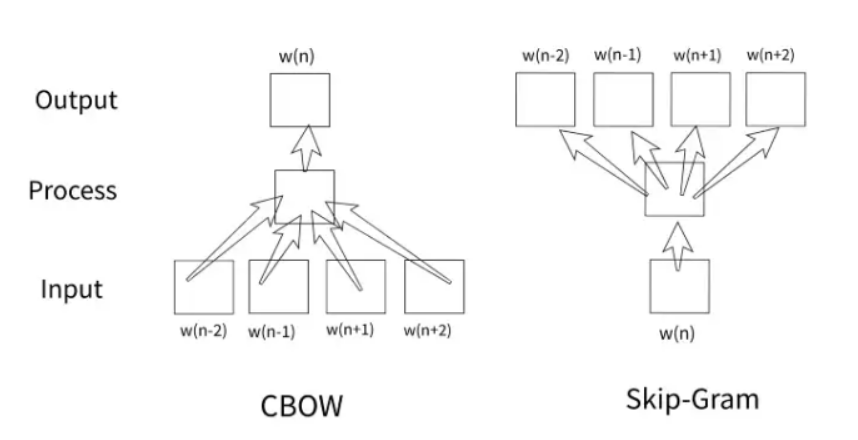 w(n)
w(n-2) w(n-1) w(n+1) w(n+2)
Output
Process
Input
w(n-2) w(n-1) w(n+1) w(n+2)
w(n)
CBOW
Skip-Gram